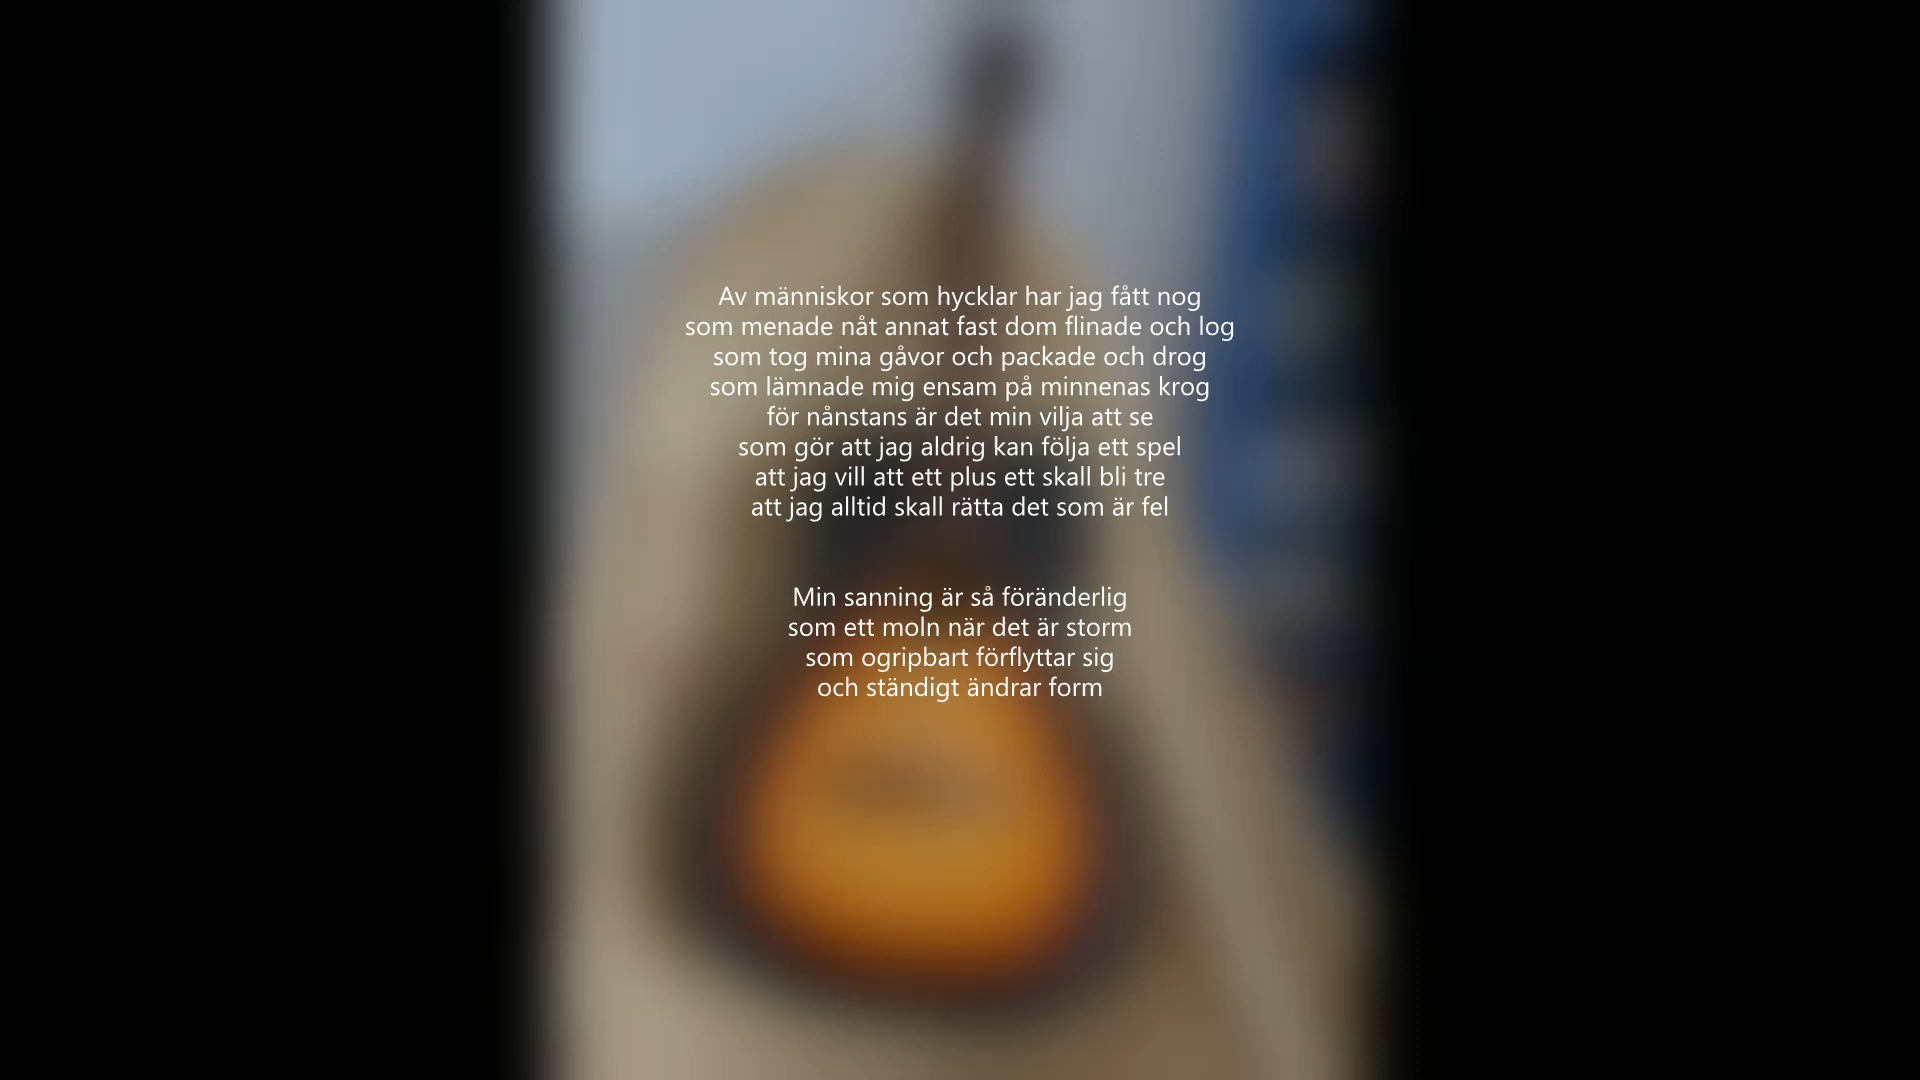 Av människor som hycklar har jag fått nog
som menade nåt annat fast dom flinade och log
som tog mina gåvor och packade och drog
som lämnade mig ensam på minnenas krog
för nånstans är det min vilja att se
som gör att jag aldrig kan följa ett spel
att jag vill att ett plus ett skall bli tre
att jag alltid skall rätta det som är fel
Min sanning är så föränderlig
som ett moln när det är storm
som ogripbart förflyttar sig
och ständigt ändrar form